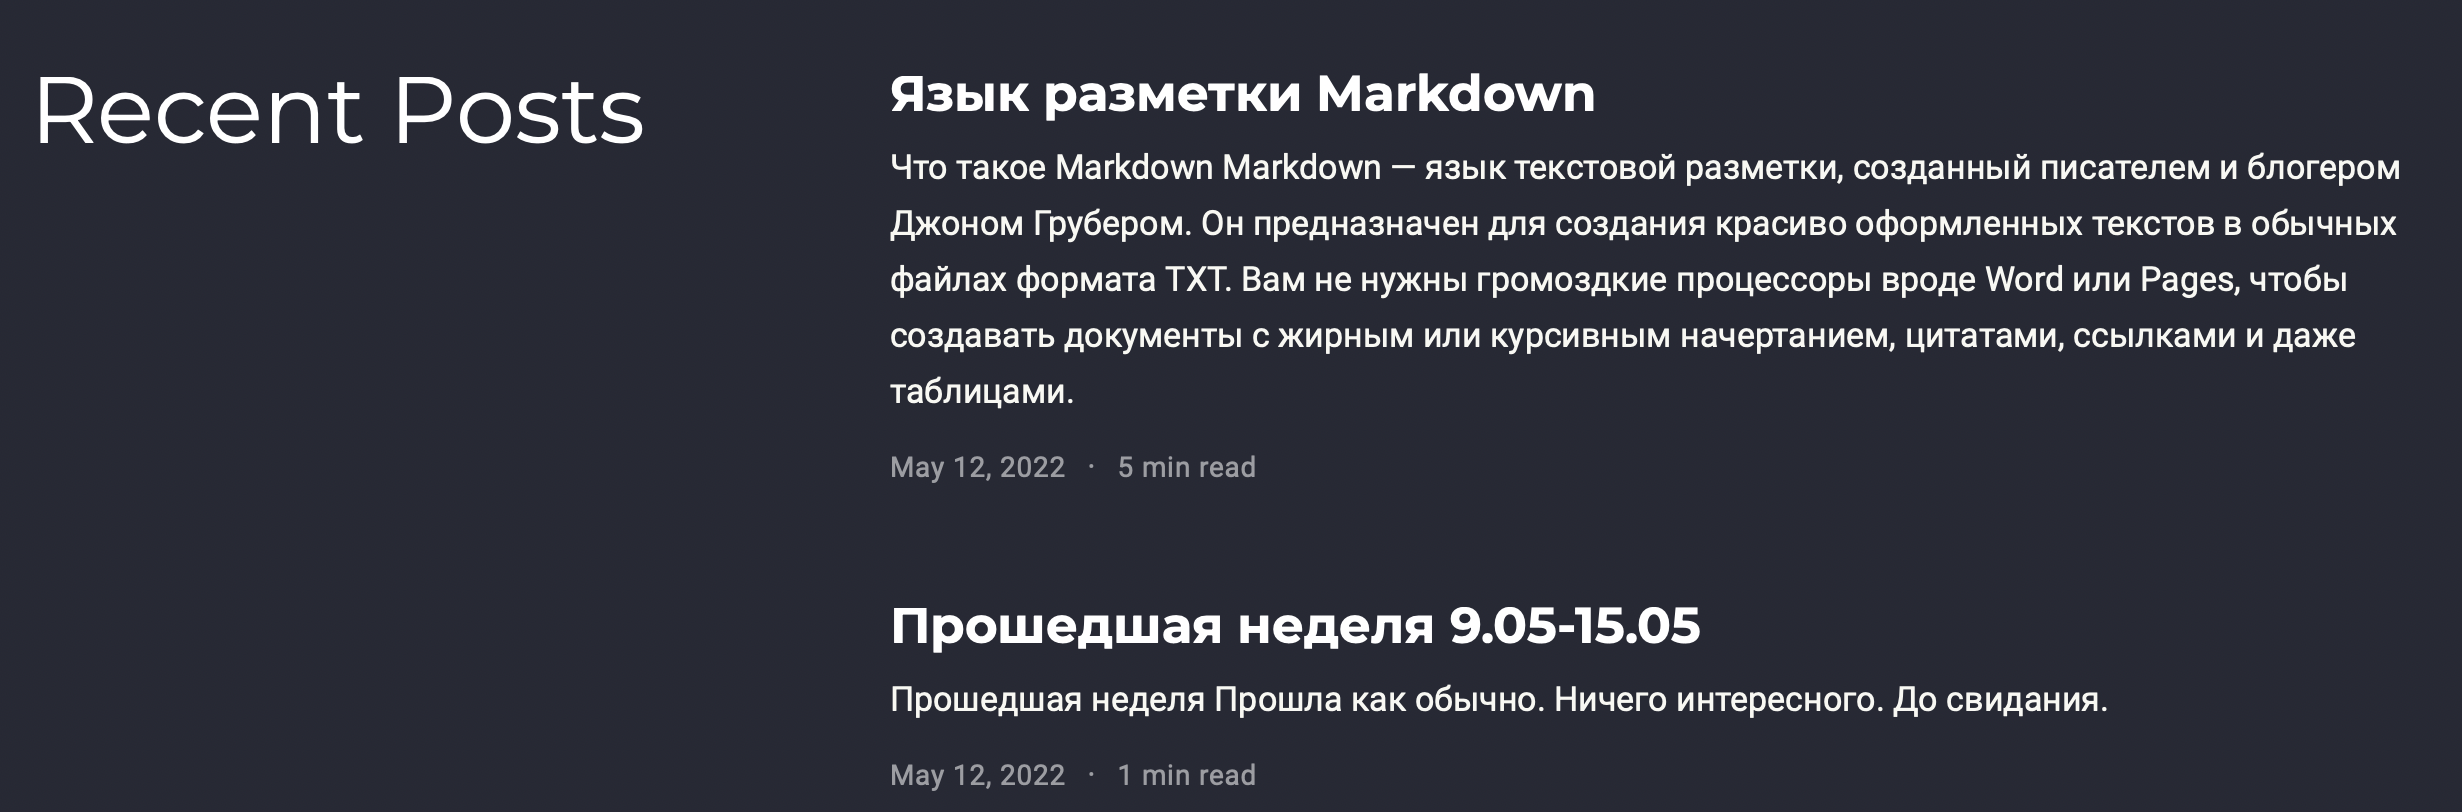 Recent Posts
Язык разметки Markdown
Что такое Markdown Markdown — язык текстовой разметки, созданный писателем и блогером
Джоном Грубером. Он предназначен для создания красиво оформленных текстов в обычных
файлах формата TXT. Вам не нужны громоздкие процессоры вроде Word или Pages, чтобы
создавать документы с жирным или курсивным начертанием, цитатами, ссылками и даже
таблицами.
May 12, 2022 · 5 min read
Прошедшая неделя 9.05-15.05
Прошедшая неделя Прошла как обычно. Ничего интересного. До свидания.
May 12, 2022 · 1 min read